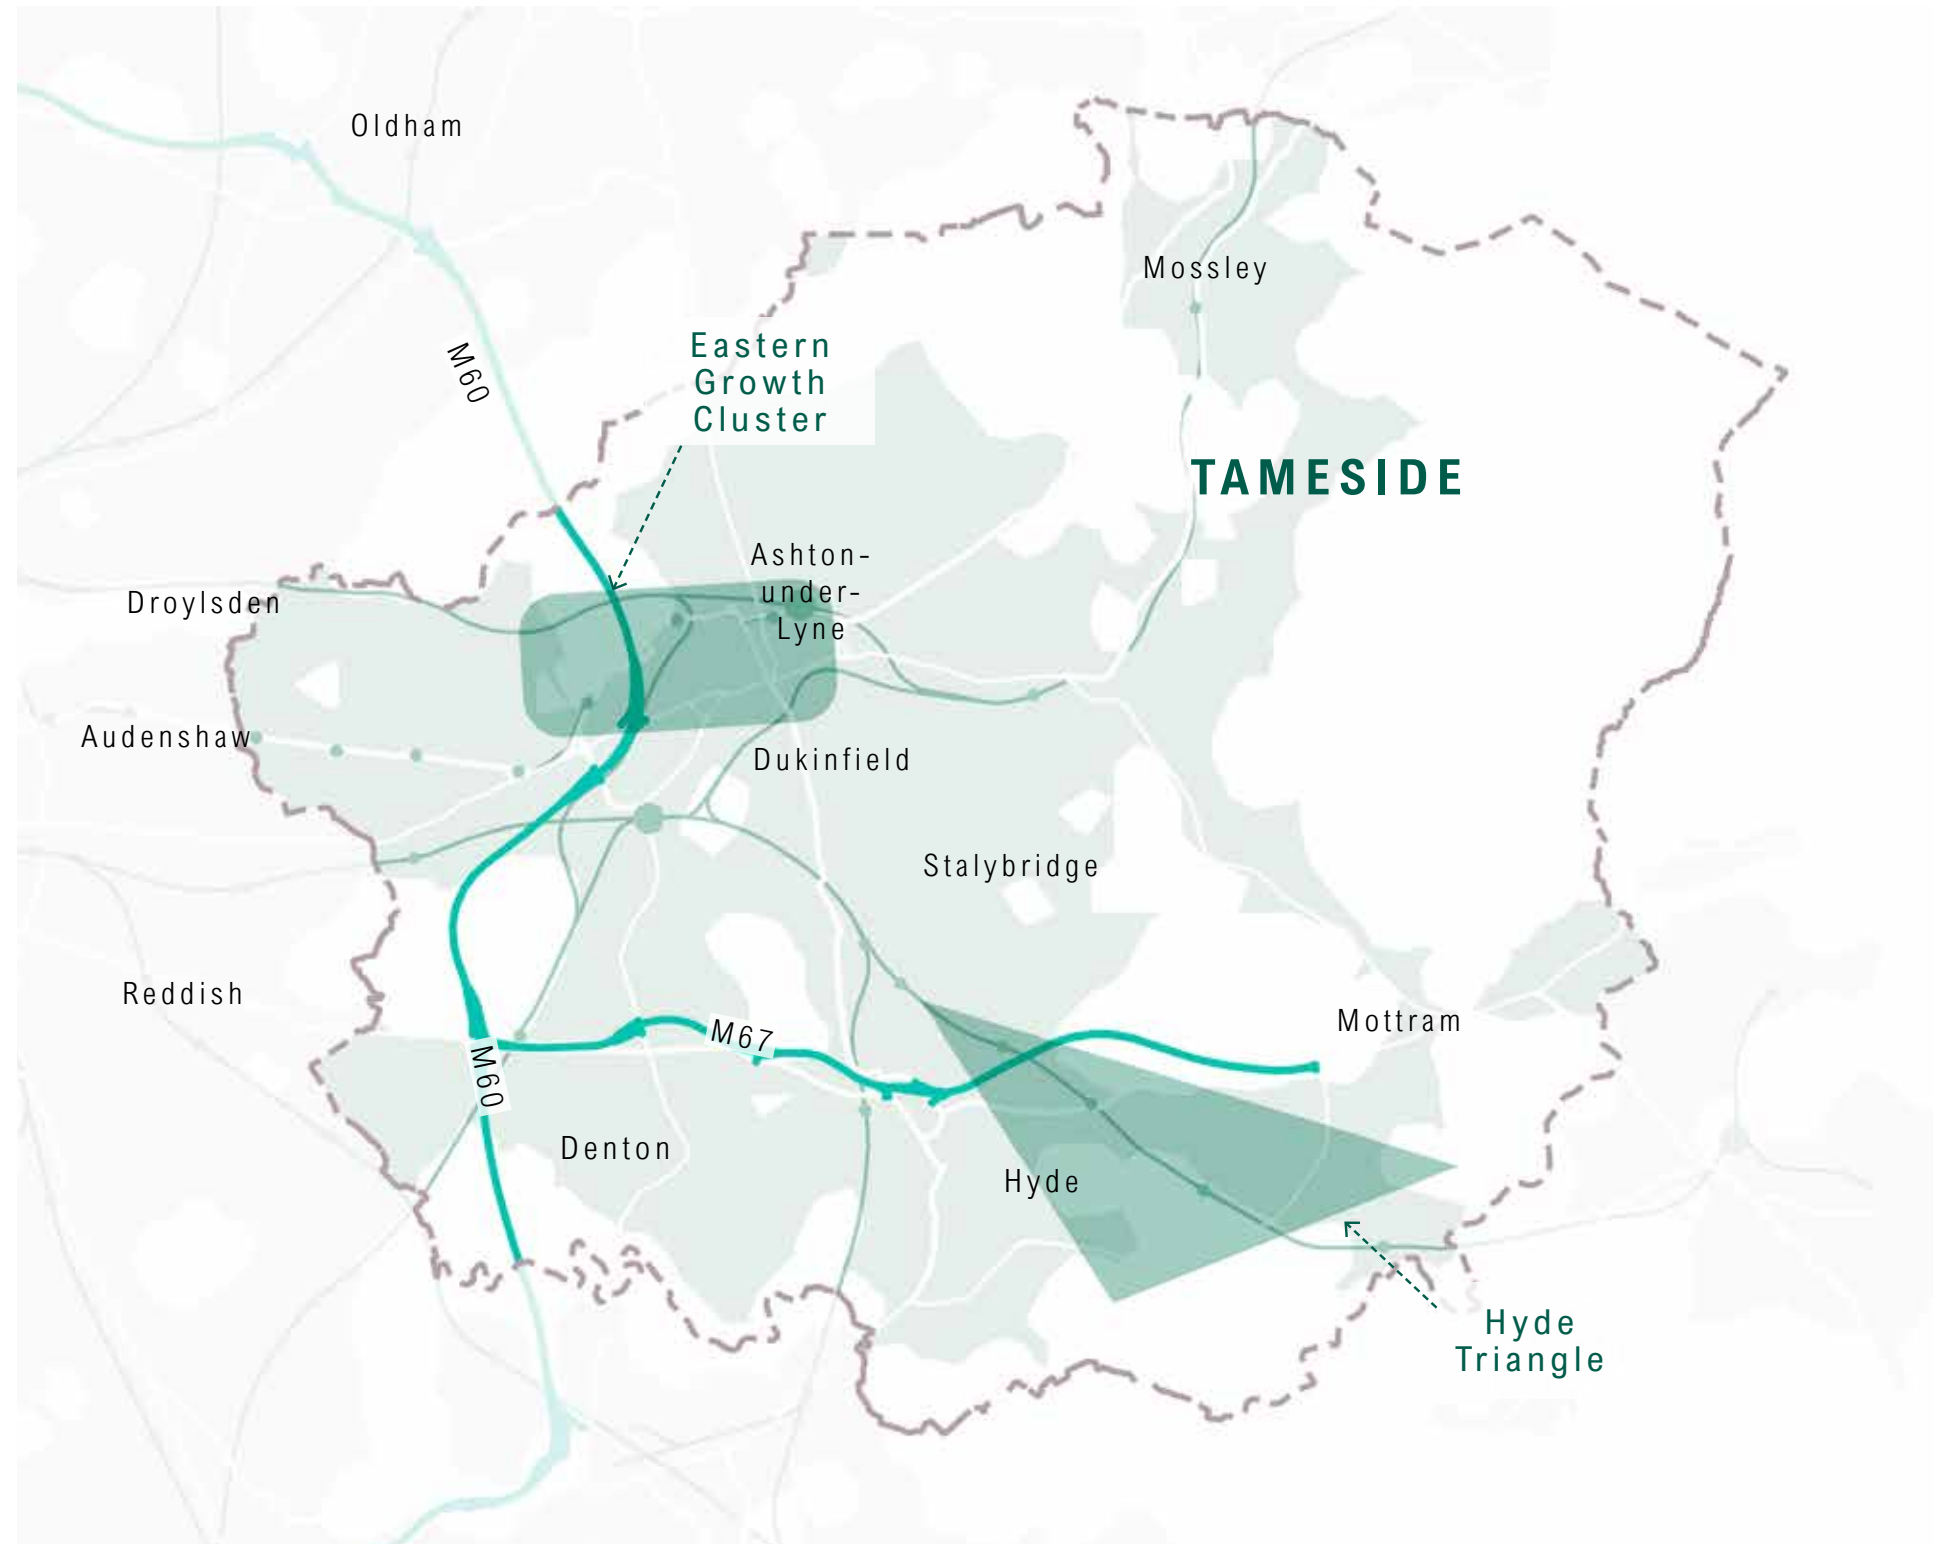 Oldham
Mossley
M60
Eastern
Growth
Cluster
TAMESIDE
Ashton-
under-
Lyne
Droylsden
Audenshaw
Dukinfield
Stalybridge
Reddish
Mottram
M67
M60
Denton
Hyde
Hyde
Triangle